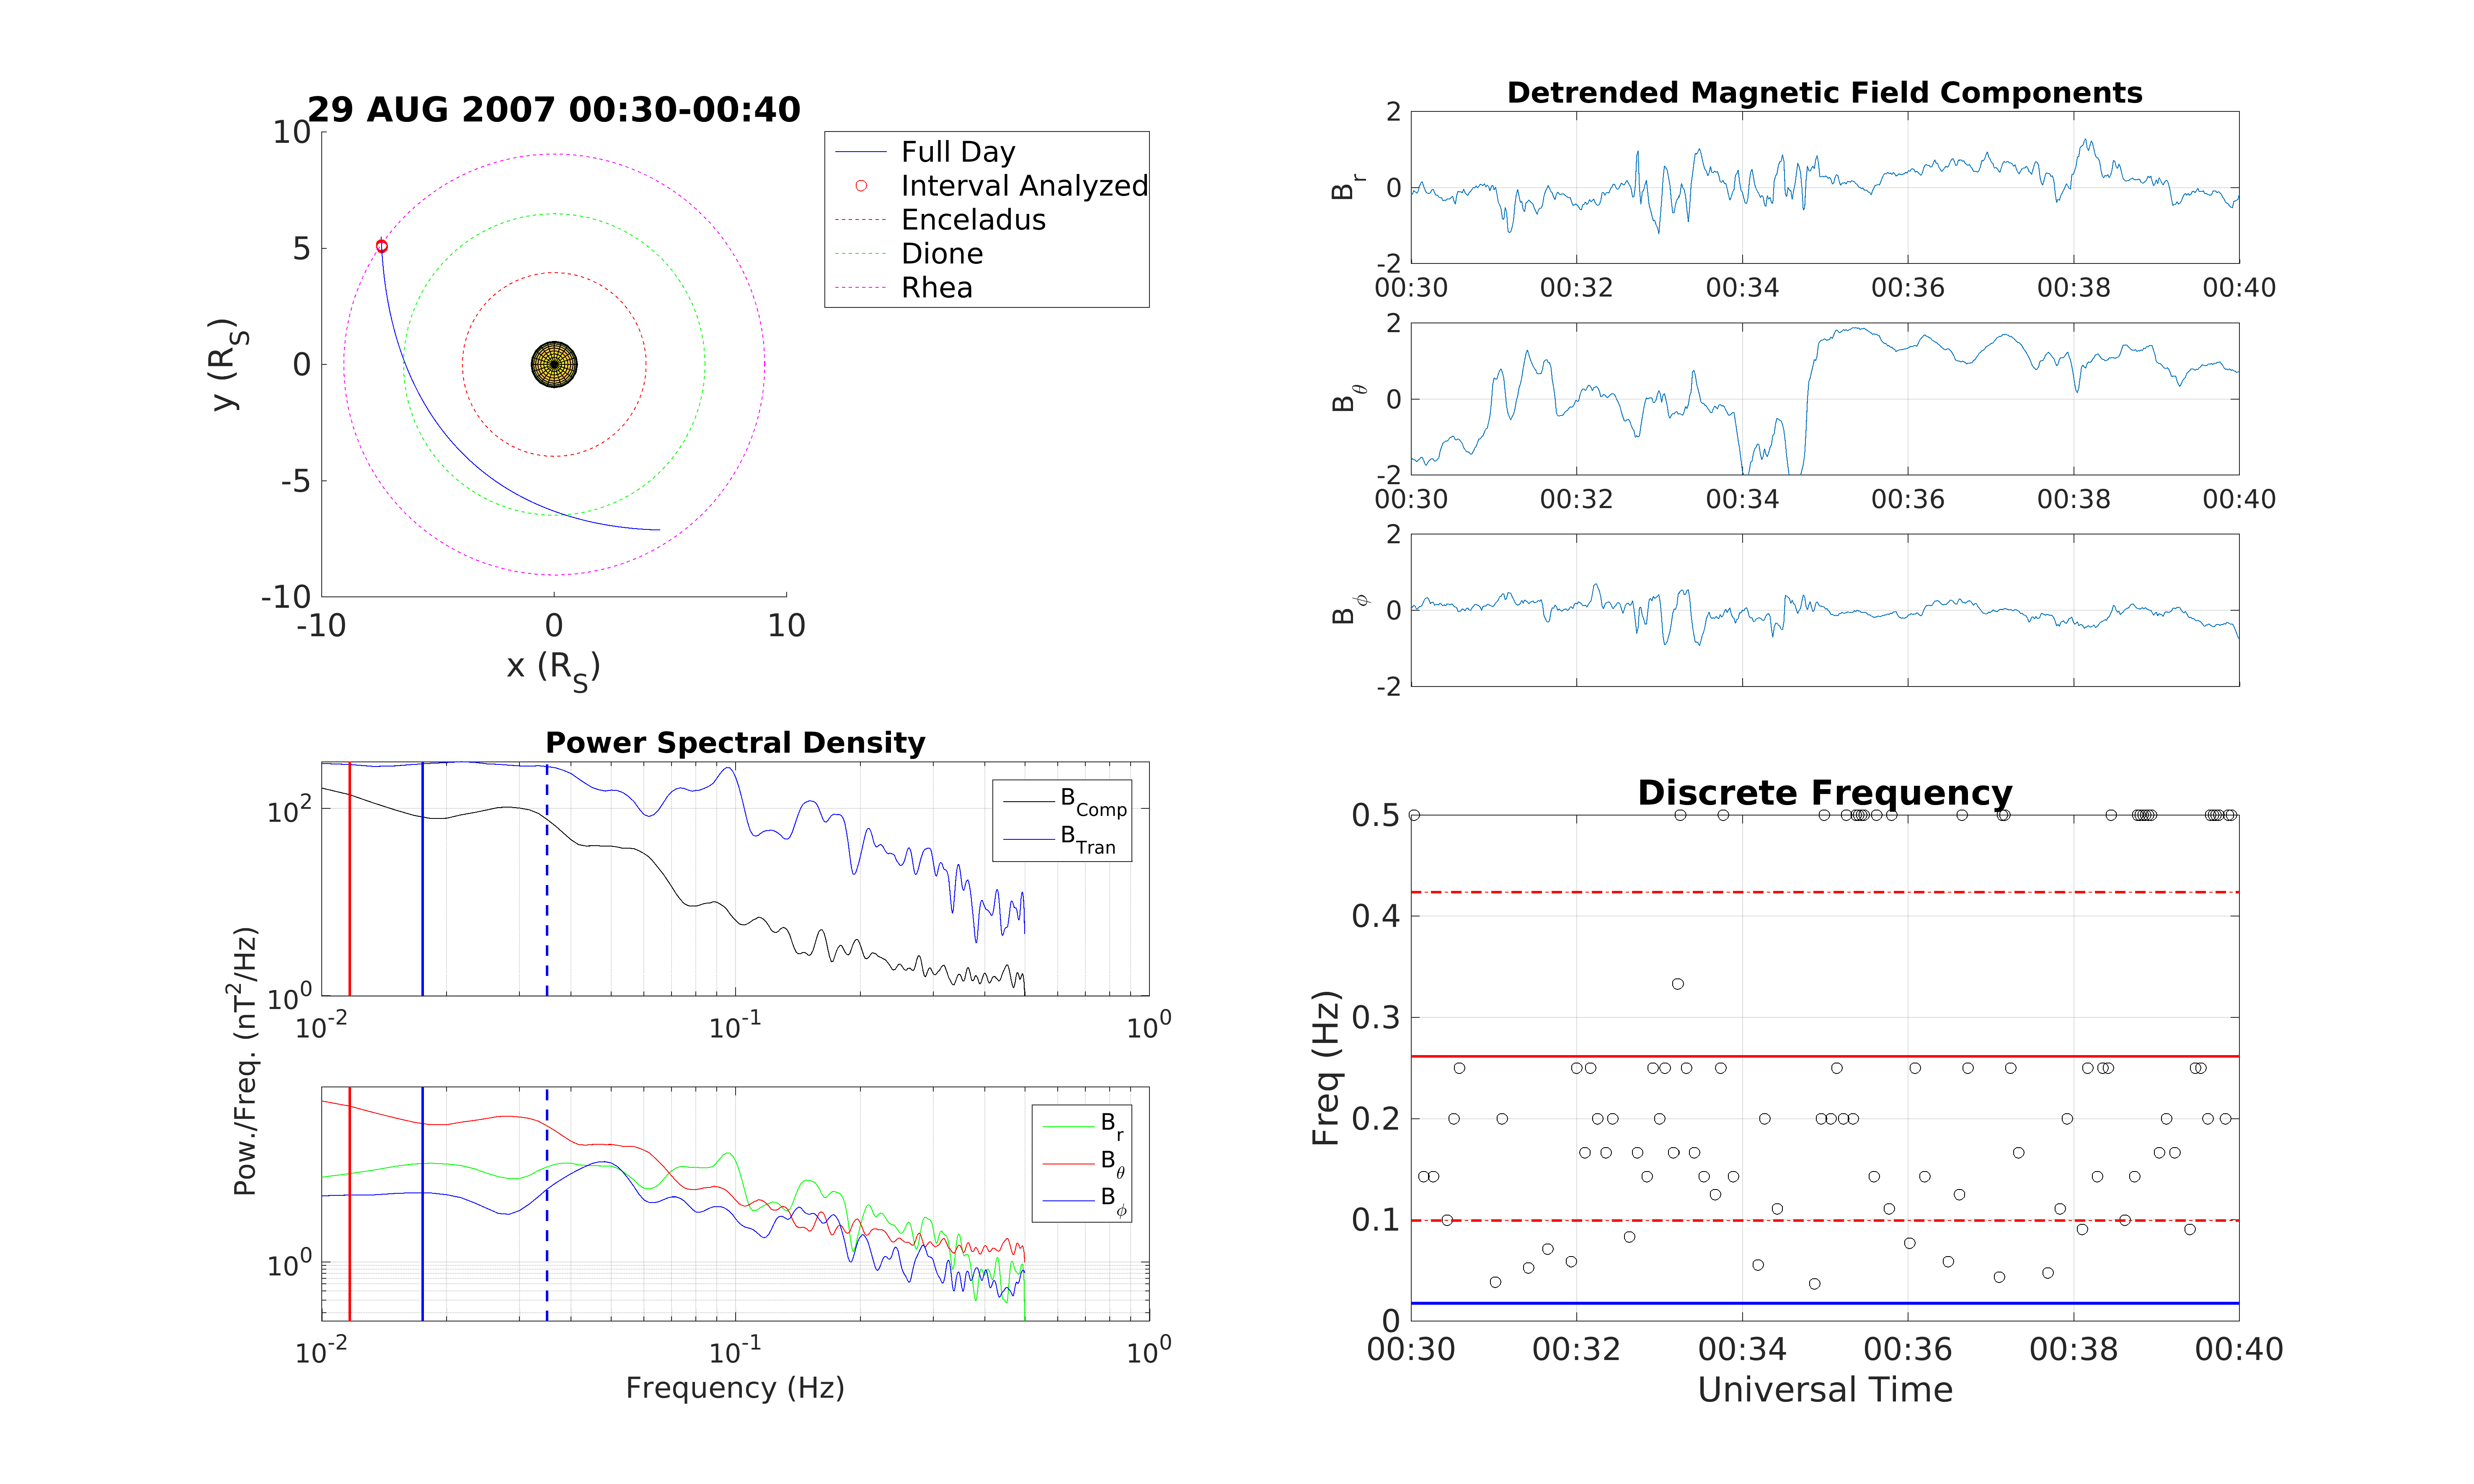 29 AUG 2007 00:30-00:40
10
5
0
-5
-10
-10 0 10
y (R_S)
x (R_S)
Full Day
Interval Analyzed
Enceladus
Dione
Rhea
Detrended Magnetic Field Components
2
0
-2
B_r
00:30 00:32 00:34 00:36 00:38 00:40
2
0
-2
B_θ
00:30 00:32 00:34 00:36 00:38 00:40
2
0
-2
B_ϕ
Power Spectral Density
10^2
10^0
10^-2 10^-1 10^0
B_Comp
B_Tran
Pow./Freq. (nT^2/Hz)
10^0
10^-2 10^-1 10^0
B_r
B_θ
B_ϕ
Frequency (Hz)
Discrete Frequency
0.5
0.4
0.3
0.2
0.1
0
Freq (Hz)
00:30 00:32 00:34 00:36 00:38 00:40
Universal Time